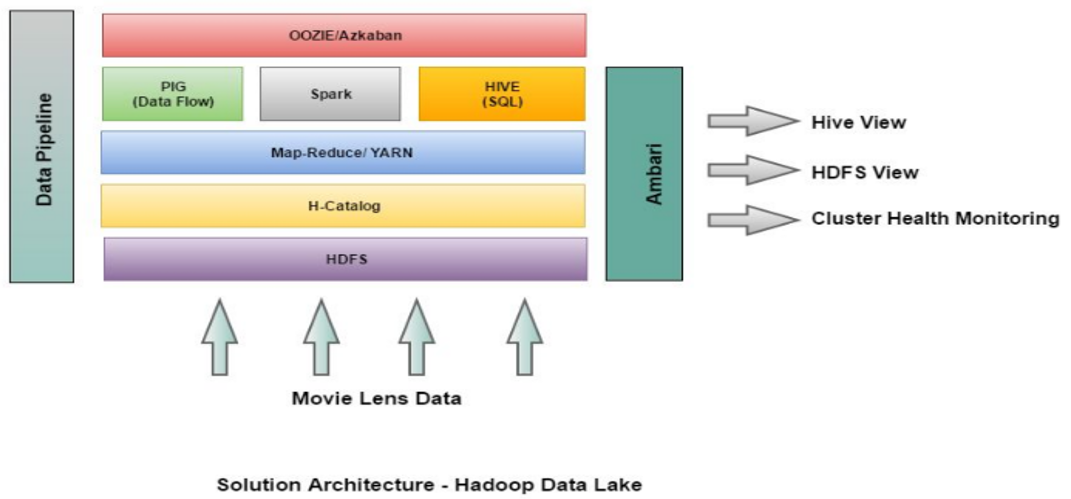 Data Pipeline
OOZIE/Azkaban
PIG
(Data Flow)
Spark
HIVE
(SQL)
Map-Reduce/ YARN
H-Catalog
HDFS
Ambari
Hive View
HDFS View
Cluster Health Monitoring
Movie Lens Data
Solution Architecture - Hadoop Data Lake